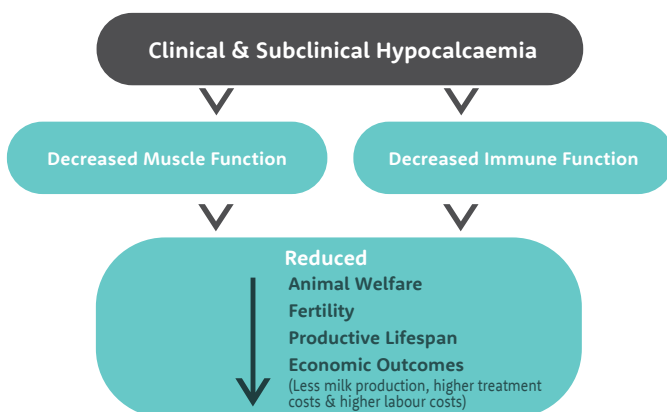 Clinical & Subclinical Hypocalcaemia
Decreased Muscle Function
Decreased Immune Function
Reduced
Animal Welfare
Fertility
Productive Lifespan
Economic Outcomes
(Less milk production, higher treatment
costs & higher labour costs)